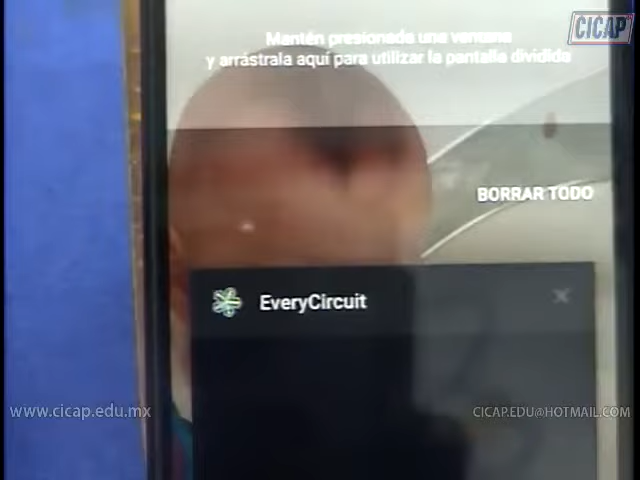 CICAP
Mantén presionada una ventana
y arrástrala aquí para utilizar la pantalla dividida
BORRAR TODO
EveryCircuit
www.cicap.edu.mx
CICAP.EDU@HOTMAIL.COM